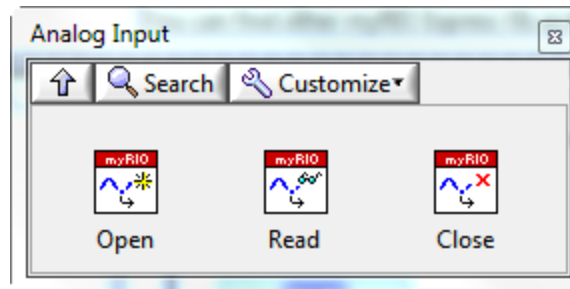 Analog Input
Search Customize
myRIO myRIO myRIO
Open Read Close